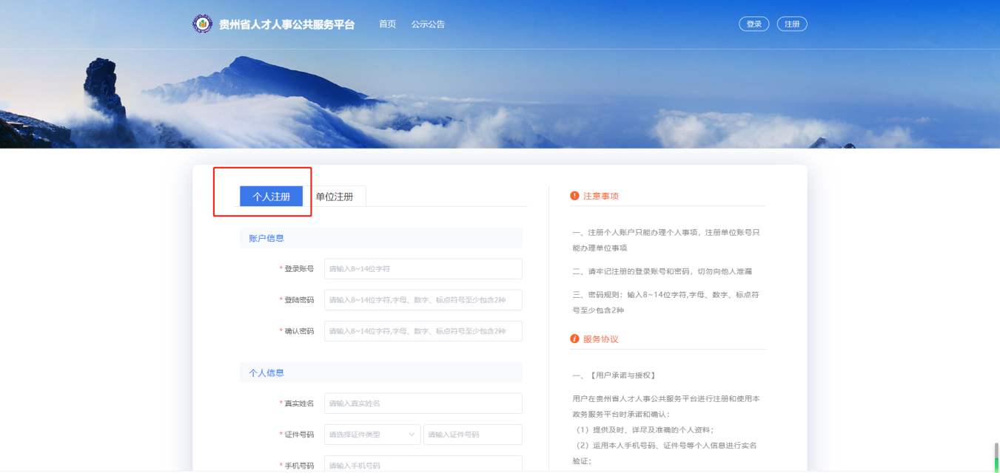 贵州省人才人事公共服务平台 首页 公示公告 登录 注册
个人注册 单位注册
账户信息
* 登录账号 请输入8~14位字符
* 登陆密码 请输入8~14位字符,字母、数字、标点符号至少包含2种
* 确认密码 请输入8~14位字符,字母、数字、标点符号至少包含2种
个人信息
* 真实姓名 请输入真实姓名
* 证件号码 请选择证件类型 请输入证件号码
* 手机号码 请输入手机号码
注意事项
一、注册个人账户只能办理个人事项，注册单位账号只
能办理单位事项
二、请牢记注册的登录账号和密码，切勿向他人泄漏
三、密码规则：输入8~14位字符,字母、数字、标点符
号至少包含2种
服务协议
一、【用户承诺与授权】
用户在贵州省人才人事公共服务平台进行注册和使用本
政务服务平台时承诺和确认：
（1）提供及时、详尽及准确的个人资料；
（2）运用本人手机号码、证件号等个人信息进行实名
验证；